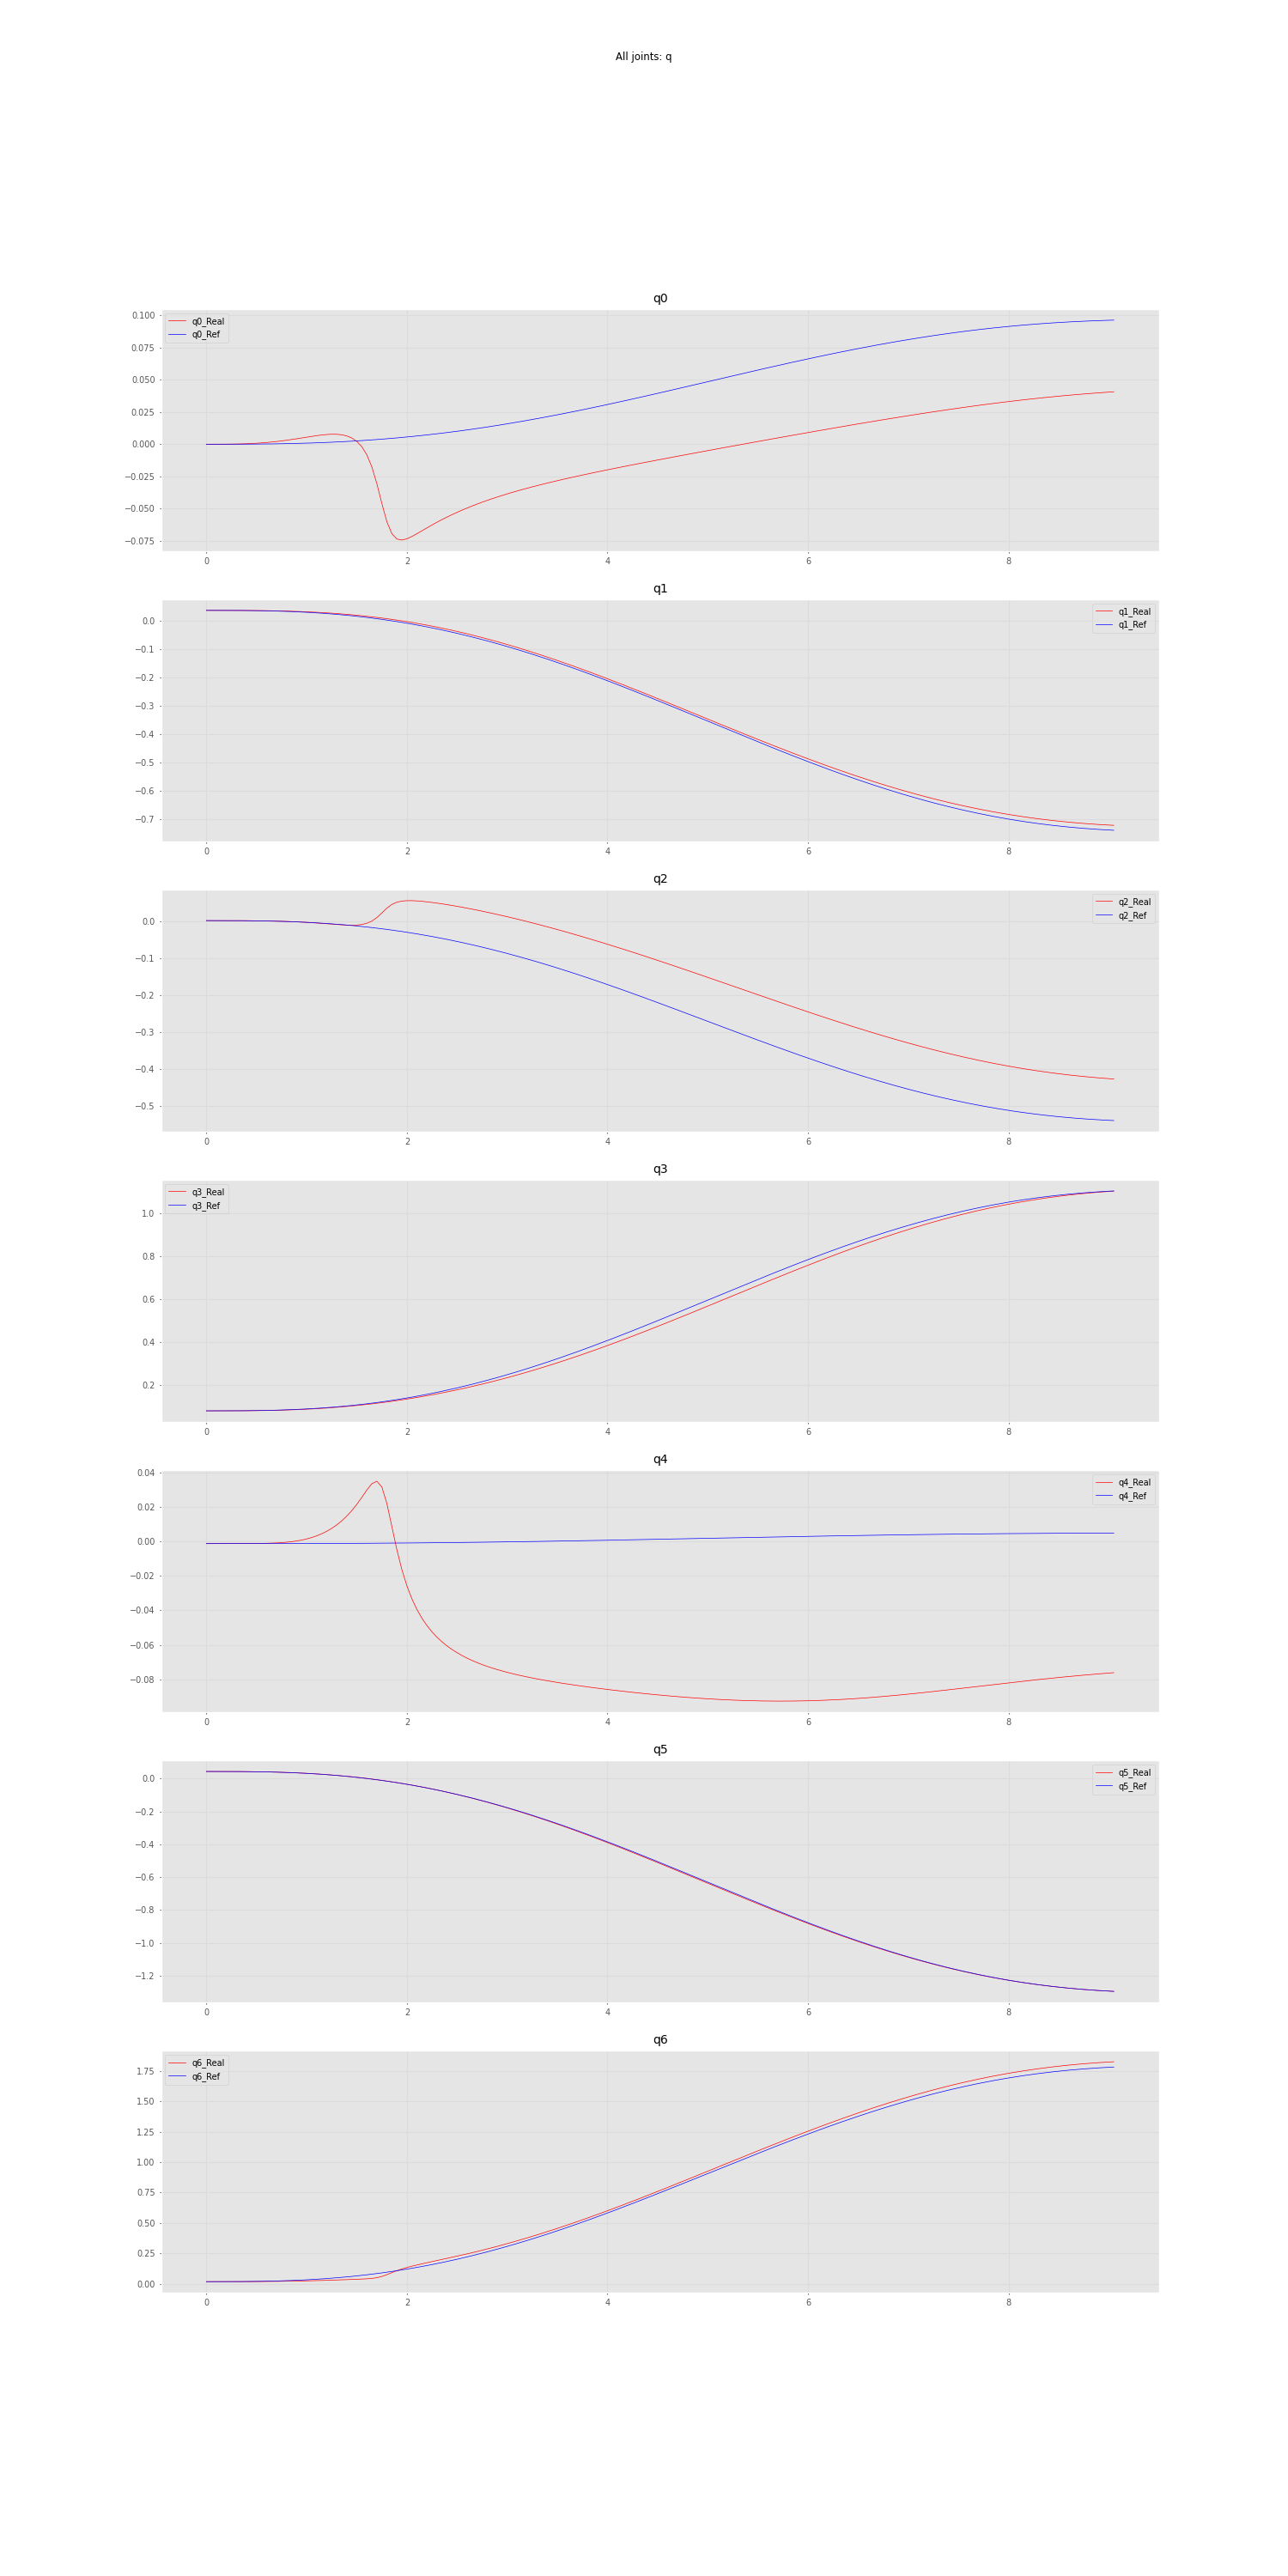 All joints: q
q0
q0_Real
q0_Ref
0.100
0.075
0.050
0.025
0.000
−0.025
−0.050
−0.075
0 2 4 6 8
q1
q1_Real
q1_Ref
0.0
−0.1
−0.2
−0.3
−0.4
−0.5
−0.6
−0.7
0 2 4 6 8
q2
q2_Real
q2_Ref
0.0
−0.1
−0.2
−0.3
−0.4
−0.5
0 2 4 6 8
q3
q3_Real
q3_Ref
1.0
0.8
0.6
0.4
0.2
0 2 4 6 8
q4
q4_Real
q4_Ref
0.04
0.02
0.00
−0.02
−0.04
−0.06
−0.08
0 2 4 6 8
q5
q5_Real
q5_Ref
0.0
−0.2
−0.4
−0.6
−0.8
−1.0
−1.2
0 2 4 6 8
q6
q6_Real
q6_Ref
1.75
1.50
1.25
1.00
0.75
0.50
0.25
0.00
0 2 4 6 8